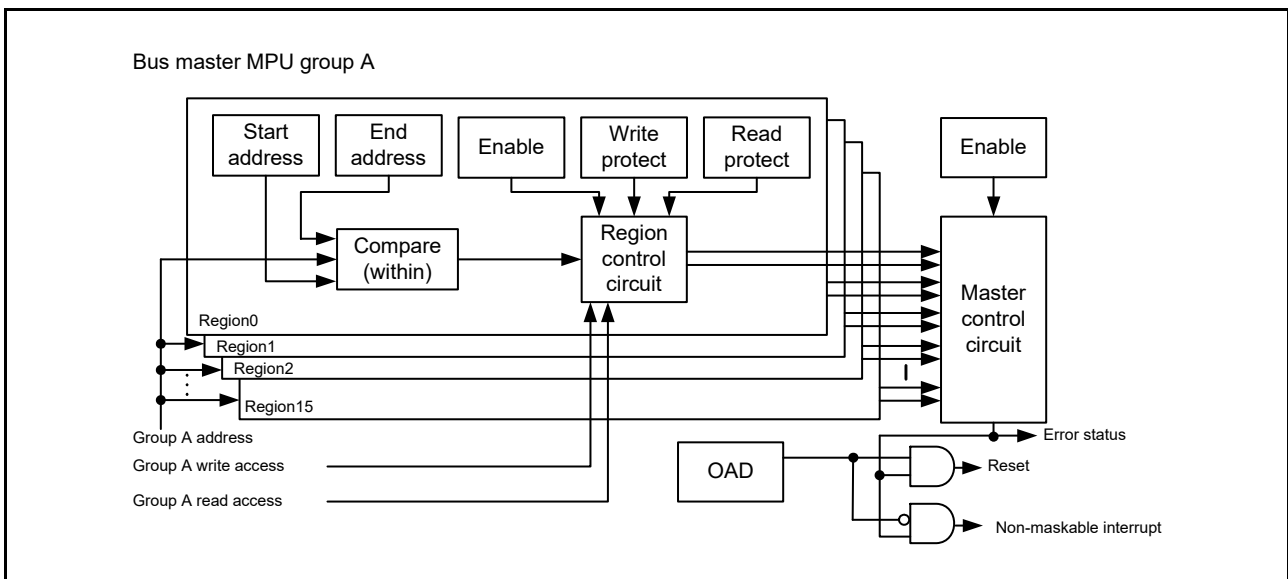 Bus master MPU group A
Start
address
End
address
Enable
Write
protect
Read
protect
Enable
Compare
(within)
Region
control
circuit
Master
control
circuit
Region0
Region1
Region2
Region15
Group A address
Group A write access
Group A read access
OAD
Error status
Reset
Non-maskable interrupt